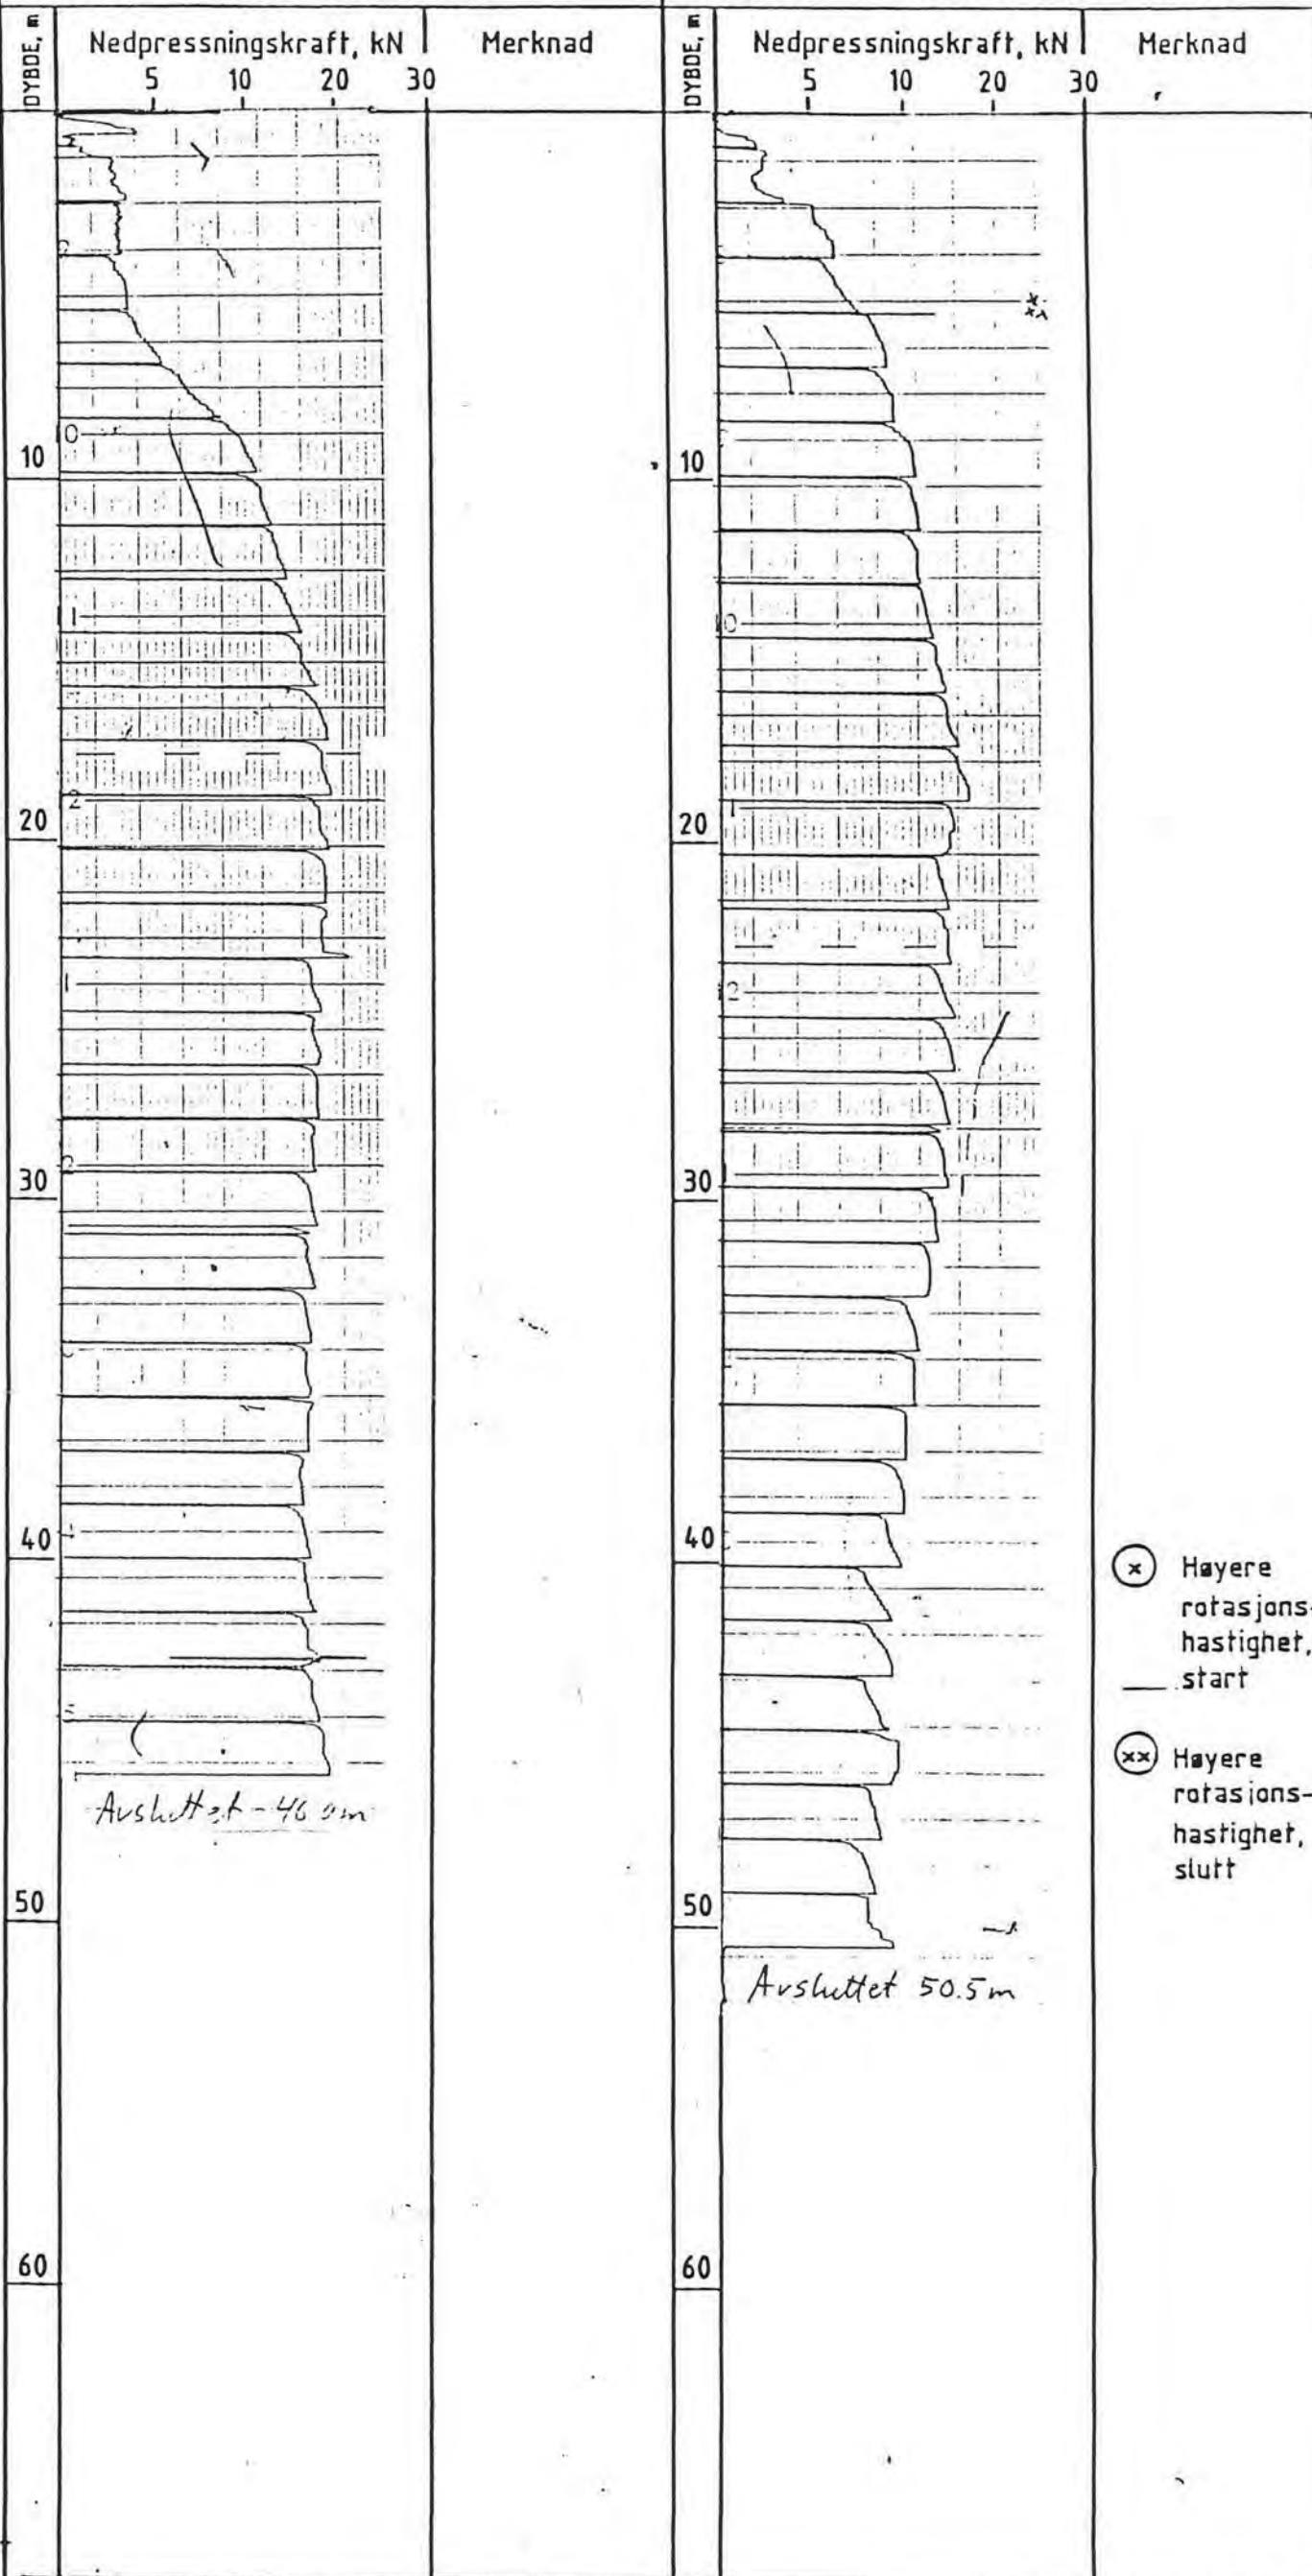 DYBDE, m
Nedpressningskraft, kN
Merknad
5 10 20 30
10
20
30
40
50
60
Avsluttet - 46.0m
DYBDE, m
Nedpressningskraft, kN
Merknad
5 10 20 30
x
xx
10
20
30
40
50
60
Avsluttet 50.5m
x Høyere
rotasjons-
hastighet,
start
xx Høyere
rotasjons-
hastighet,
slutt